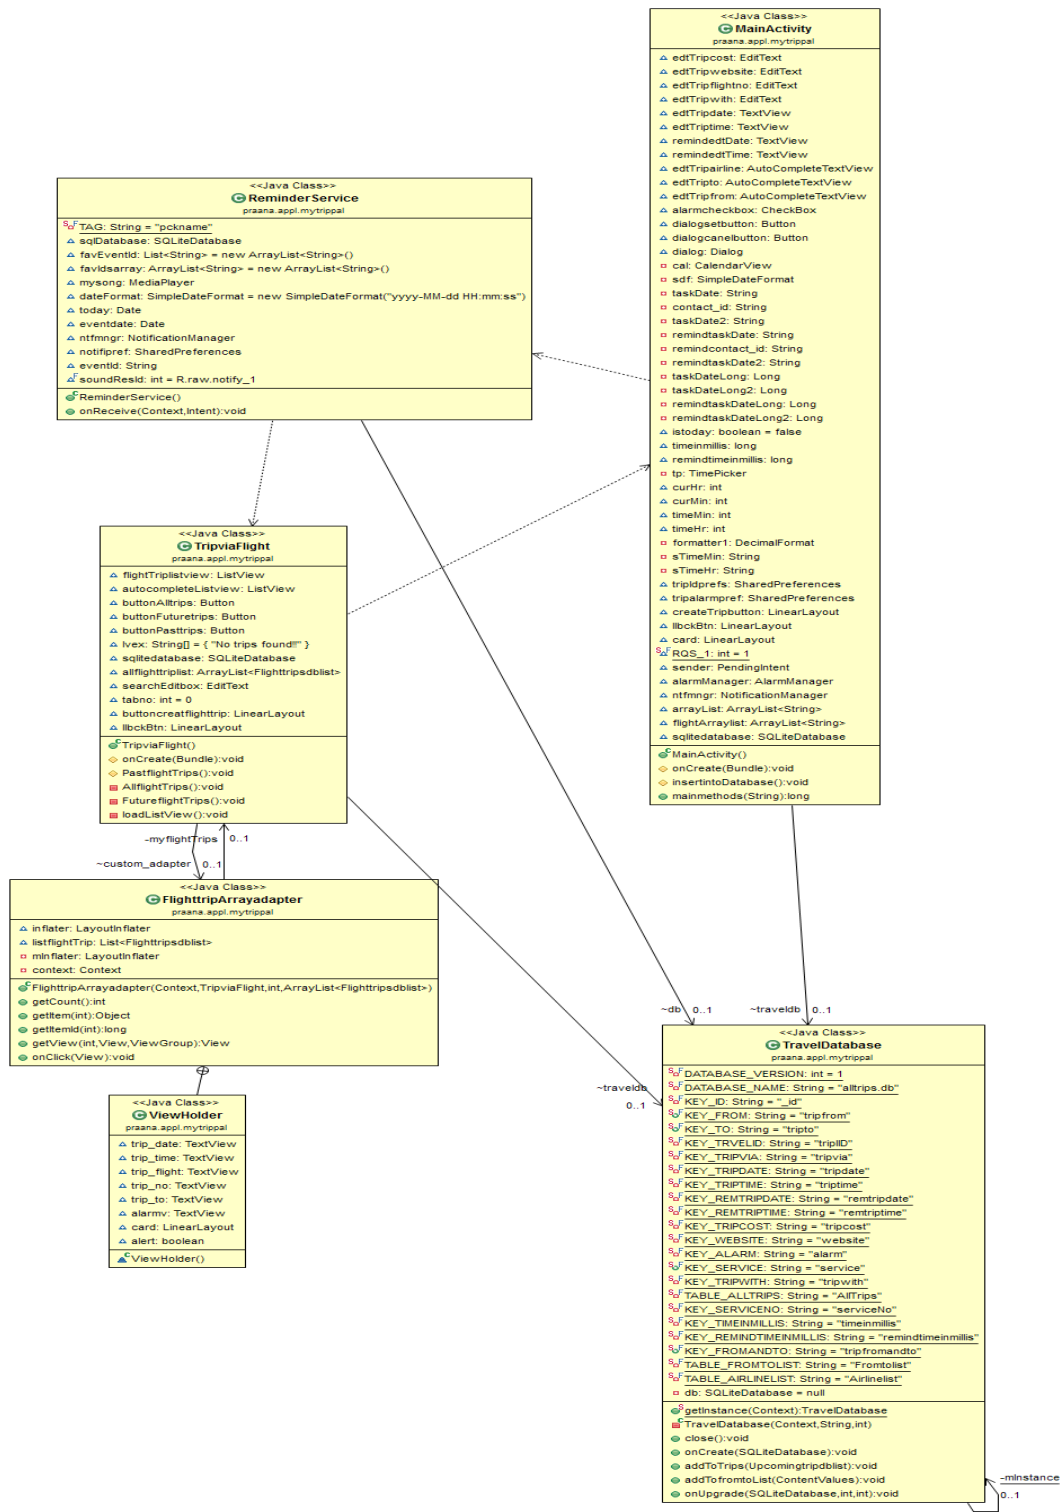 <<Java Class>>
MainActivity
praana.appl.mytrippal
edtTripcost: EditText
edtTripwebsite: EditText
edtTripflightno: EditText
edtTripwith: EditText
edtTripdate: TextView
edtTriptime: TextView
remindedtDate: TextView
remindedtTime: TextView
edtTripairline: AutoCompleteTextView
edtTripto: AutoCompleteTextView
edtTripfrom: AutoCompleteTextView
alarmcheckbox: CheckBox
dialogsetbutton: Button
dialogcanelbutton: Button
dialog: Dialog
cal: CalendarView
sdf: SimpleDateFormat
taskDate: String
contact_id: String
taskDate2: String
remindtaskDate: String
remindcontact_id: String
remindtaskDate2: String
taskDateLong: Long
taskDateLong2: Long
remindtaskDateLong: Long
remindtaskDateLong2: Long
istoday: boolean = false
timeinmillis: long
remindtimeinmillis: long
tp: TimePicker
curHr: int
curMin: int
timeMin: int
timeHr: int
formatter1: DecimalFormat
sTimeMin: String
sTimeHr: String
tripIdprefs: SharedPreferences
tripalarmpref: SharedPreferences
createTripbutton: LinearLayout
llbckBtn: LinearLayout
card: LinearLayout
RQS_1: int = 1
sender: PendingIntent
alarmManager: AlarmManager
ntfmngr: NotificationManager
arrayList: ArrayList<String>
flightArraylist: ArrayList<String>
sqlitedatabase: SQLiteDatabase
MainActivity()
onCreate(Bundle):void
insertintoDatabase():void
mainmethods(String):long
<<Java Class>>
ReminderService
praana.appl.mytrippal
TAG: String = "pckname"
sqlDatabase: SQLiteDatabase
favEventId: List<String> = new ArrayList<String>()
favIdsarray: ArrayList<String> = new ArrayList<String>()
mysong: MediaPlayer
dateFormat: SimpleDateFormat = new SimpleDateFormat("yyyy-MM-dd HH:mm:ss")
today: Date
eventdate: Date
ntfmngr: NotificationManager
notifipref: SharedPreferences
eventId: String
soundResId: int = R.raw.notify_1
ReminderService()
onReceive(Context,Intent):void
<<Java Class>>
TripviaFlight
praana.appl.mytrippal
flightTriplistview: ListView
autocompleteListview: ListView
buttonAlltrips: Button
buttonFuturetrips: Button
buttonPasttrips: Button
lvex: String[] = { "No trips found!!" }
sqlitedatabase: SQLiteDatabase
allflighttriplist: ArrayList<Flighttripsdblist>
searchEditbox: EditText
tabno: int = 0
buttoncreatflighttrip: LinearLayout
llbckBtn: LinearLayout
TripviaFlight()
onCreate(Bundle):void
PastflightTrips():void
AllflightTrips():void
FutureflightTrips():void
loadListView():void
-myflightTrips 0..1
~custom_adapter 0..1
<<Java Class>>
FlighttripArrayadapter
praana.appl.mytrippal
inflater: LayoutInflater
listflightTrip: List<Flighttripsdblist>
mInflater: LayoutInflater
context: Context
FlighttripArrayadapter(Context,TripviaFlight,int,ArrayList<Flighttripsdblist>)
getCount():int
getItem(int):Object
getItemId(int):long
getView(int,View,ViewGroup):View
onClick(View):void
<<Java Class>>
ViewHolder
praana.appl.mytrippal
trip_date: TextView
trip_time: TextView
trip_flight: TextView
trip_no: TextView
trip_to: TextView
alarmv: TextView
card: LinearLayout
alert: boolean
ViewHolder()
~db 0..1
~traveldb 0..1
~traveldb
0..1
<<Java Class>>
TravelDatabase
praana.appl.mytrippal
DATABASE_VERSION: int = 1
DATABASE_NAME: String = "alltrips.db"
KEY_ID: String = "_id"
KEY_FROM: String = "tripfrom"
KEY_TO: String = "tripto"
KEY_TRVELID: String = "tripIID"
KEY_TRIPVIA: String = "tripvia"
KEY_TRIPDATE: String = "tripdate"
KEY_TRIPTIME: String = "triptime"
KEY_REMTRIPDATE: String = "remtripdate"
KEY_REMTRIPTIME: String = "remtriptime"
KEY_TRIPCOST: String = "tripcost"
KEY_WEBSITE: String = "website"
KEY_ALARM: String = "alarm"
KEY_SERVICE: String = "service"
KEY_TRIPWITH: String = "tripwith"
TABLE_ALLTRIPS: String = "AllTrips"
KEY_SERVICENO: String = "serviceNo"
KEY_TIMEINMILLIS: String = "timeinmillis"
KEY_REMINDTIMEINMILLIS: String = "remindtimeinmillis"
KEY_FROMANDTO: String = "tripfromandto"
TABLE_FROMTOLIST: String = "Fromtolist"
TABLE_AIRLINELIST: String = "Airlinelist"
db: SQLiteDatabase = null
getInstance(Context):TravelDatabase
TravelDatabase(Context,String,int)
close():void
onCreate(SQLiteDatabase):void
addToTrips(Upcomingtripdblist):void
addTofromtoList(ContentValues):void
onUpgrade(SQLiteDatabase,int,int):void
-mInstance
0..1